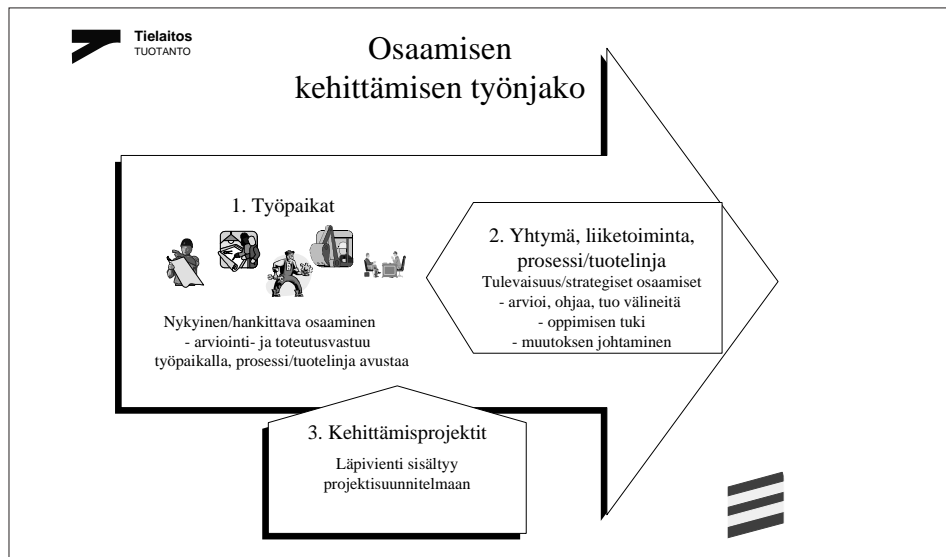 Tielaitos
TUOTANTO
Osaamisen
kehittämisen työnjako
1. Työpaikat
Nykyinen/hankittava osaaminen
- arviointi- ja toteutusvastuu
työpaikalla, prosessi/tuotelinja avustaa
2. Yhtymä, liiketoiminta,
prosessi/tuotelinja
Tulevaisuus/strategiset osaamiset
- arvioi, ohjaa, tuo välineitä
- oppimisen tuki
- muutoksen johtaminen
3. Kehittämisprojektit
Läpivienti sisältyy
projektisuunnitelmaan